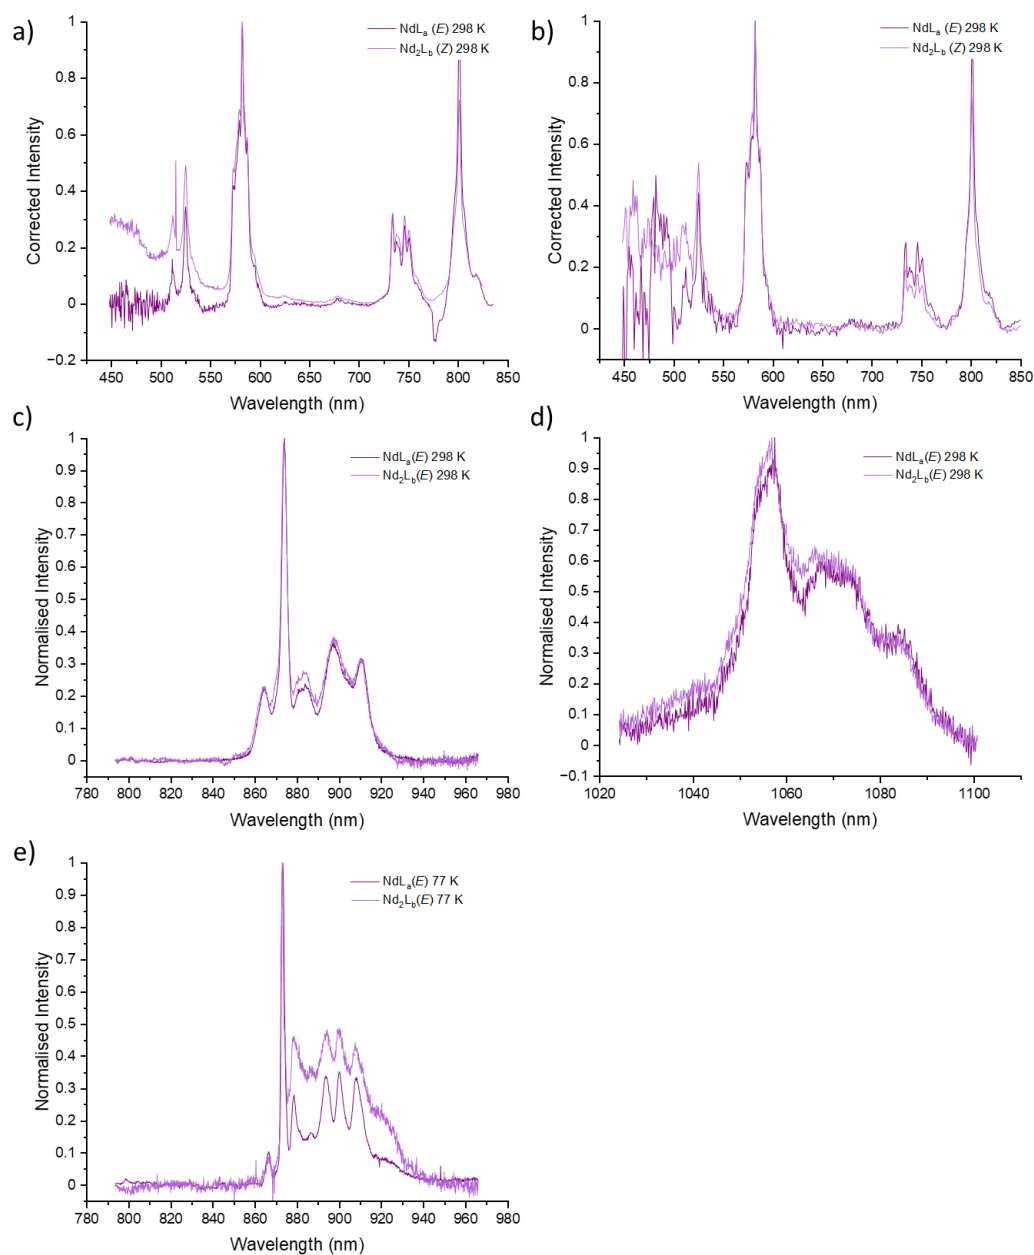 a)
NdLₐ (E) 298 K
Nd₂L_b (Z) 298 K
Corrected Intensity
1
0.8
0.6
0.4
0.2
0
−0.2
450 500 550 600 650 700 750 800 850
Wavelength (nm)
b)
NdLₐ (E) 298 K
Nd₂L_b (Z) 298 K
Corrected Intensity
1
0.8
0.6
0.4
0.2
0
450 500 550 600 650 700 750 800 850
Wavelength (nm)
c)
NdLₐ(E) 298 K
Nd₂L_b(E) 298 K
Normalised Intensity
1
0.9
0.8
0.7
0.6
0.5
0.4
0.3
0.2
0.1
0
780 800 820 840 860 880 900 920 940 960 980
Wavelength (nm)
d)
NdLₐ(E) 298 K
Nd₂L_b(E) 298 K
Normalised Intensity
1
0.9
0.8
0.7
0.6
0.5
0.4
0.3
0.2
0.1
0
−0.1
1020 1040 1060 1080 1100
Wavelength (nm)
e)
NdLₐ(E) 77 K
Nd₂L_b(E) 77 K
Normalised Intensity
1
0.9
0.8
0.7
0.6
0.5
0.4
0.3
0.2
0.1
0
780 800 820 840 860 880 900 920 940 960 980
Wavelength (nm)